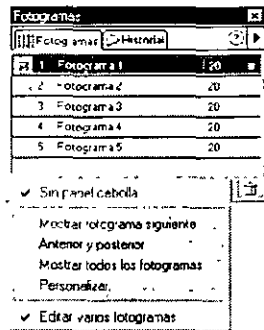 Fotogramas
Fotogramas Historial
1 Fotograma 1 20
2 Fotograma 2 20
3 Fotograma 3 20
4 Fotograma 4 20
5 Fotograma 5 20
Sin papel cebolla
Mostrar fotograma siguiente
Anterior y posterior
Mostrar todos los fotogramas
Personalizar...
Editar varios fotogramas